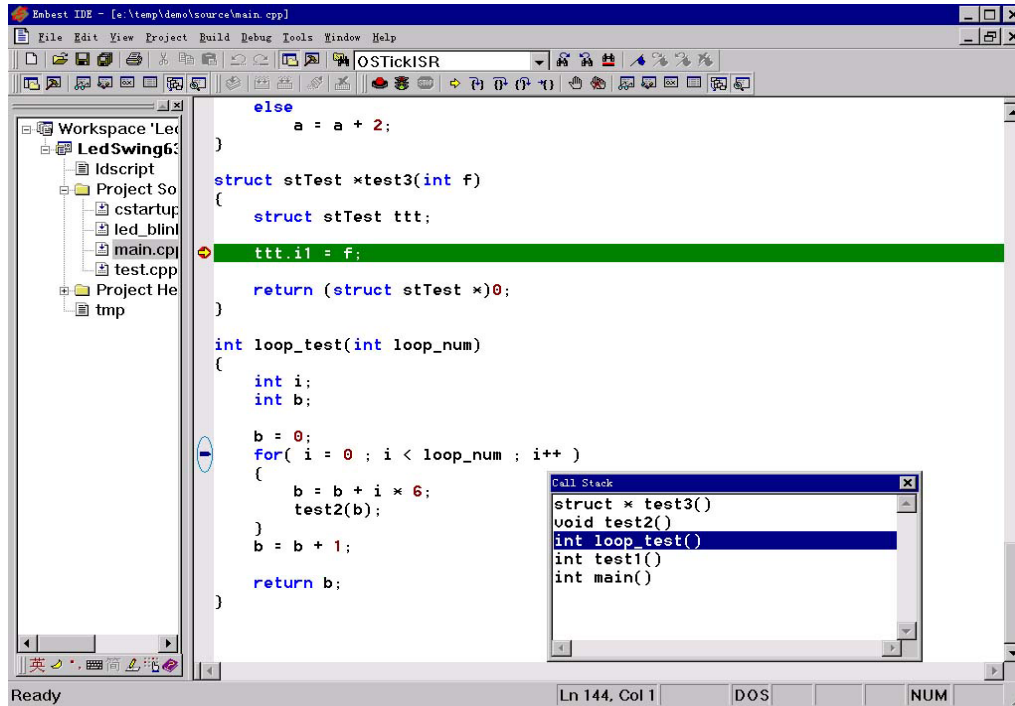 Embest IDE - [e:\temp\demo\source\main.cpp]
File Edit View Project Build Debug Tools Window Help
OSTickISR
Workspace 'Led
LedSwing63
ldscript
Project So
cstartup
led_blinl
main.cpp
test.cpp
Project He
tmp
else
a = a + 2;
}
struct stTest *test3(int f)
{
struct stTest ttt;
ttt.i1 = f;
return (struct stTest *)0;
}
int loop_test(int loop_num)
{
int i;
int b;
b = 0;
for( i = 0 ; i < loop_num ; i++ )
{
b = b + i * 6;
test2(b);
}
b = b + 1;
return b;
}
Call Stack
struct * test3()
void test2()
int loop_test()
int test1()
int main()
英 简
Ready Ln 144, Col 1 DOS NUM